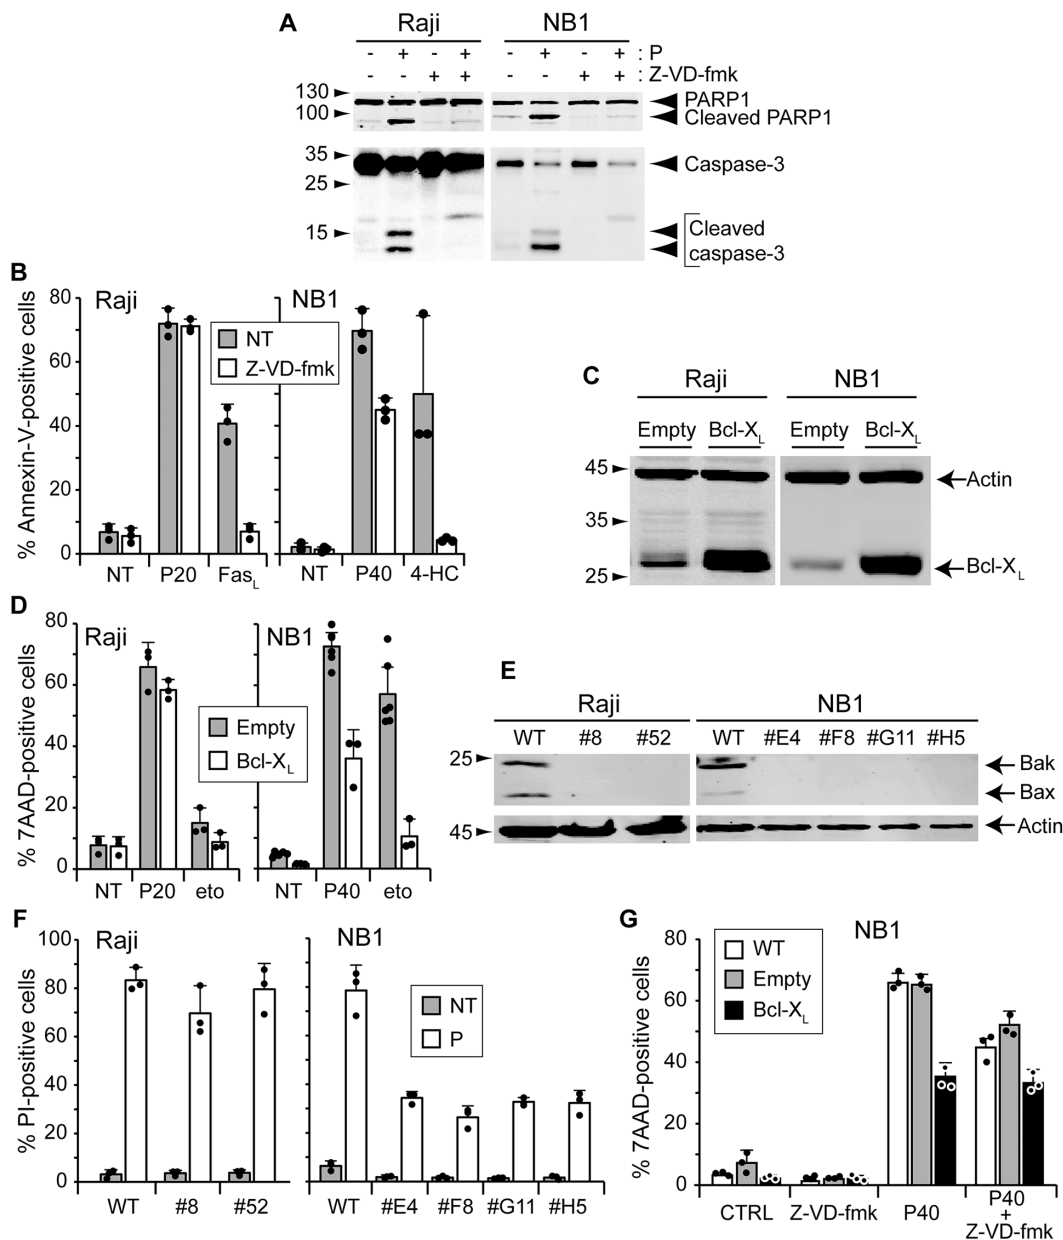 A
Raji
NB1
- + - + - + - + : P
- - + + - - + + : Z-VD-fmk
130
100
PARP1
Cleaved PARP1
35
25
15
Caspase-3
Cleaved
caspase-3
B
% Annexin-V-positive cells
80
60
40
20
0
Raji
NB1
NT
Z-VD-fmk
NT P20 FasL
NT P40 4-HC
C
Raji
NB1
Empty Bcl-XL Empty Bcl-XL
45
35
25
Actin
Bcl-XL
D
% 7AAD-positive cells
80
60
40
20
0
Raji
NB1
Empty
Bcl-XL
NT P20 eto
NT P40 eto
E
Raji
NB1
WT #8 #52 WT #E4 #F8 #G11 #H5
25
45
Bak
Bax
Actin
F
% PI-positive cells
100
80
60
40
20
0
Raji
NB1
NT
P
WT #8 #52
WT #E4 #F8 #G11 #H5
G
NB1
% 7AAD-positive cells
80
60
40
20
0
WT
Empty
Bcl-XL
CTRL Z-VD-fmk P40 P40
+
Z-VD-fmk